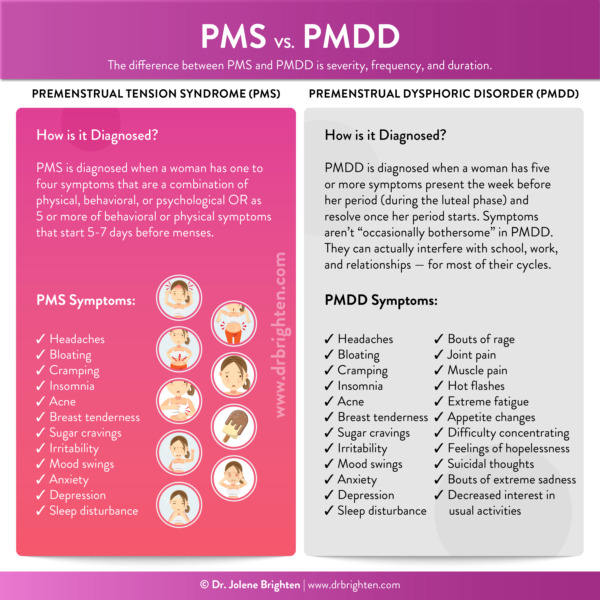 PMS vs. PMDD
The difference between PMS and PMDD is severity, frequency, and duration.
PREMENSTRUAL TENSION SYNDROME (PMS)
How is it Diagnosed?
PMS is diagnosed when a woman has one to
four symptoms that are a combination of
physical, behavioral, or psychological OR as
5 or more of behavioral or physical symptoms
that start 5-7 days before menses.
PMS Symptoms:
✓ Headaches
✓ Bloating
✓ Cramping
✓ Insomnia
✓ Acne
✓ Breast tenderness
✓ Sugar cravings
✓ Irritability
✓ Mood swings
✓ Anxiety
✓ Depression
✓ Sleep disturbance
www.drbrighten.com
PREMENSTRUAL DYSPHORIC DISORDER (PMDD)
How is it Diagnosed?
PMDD is diagnosed when a woman has five
or more symptoms present the week before
her period (during the luteal phase) and
resolve once her period starts. Symptoms
aren't “occasionally bothersome” in PMDD.
They can actually interfere with school, work,
and relationships — for most of their cycles.
PMDD Symptoms:
✓ Headaches
✓ Bloating
✓ Cramping
✓ Insomnia
✓ Acne
✓ Breast tenderness
✓ Sugar cravings
✓ Irritability
✓ Mood swings
✓ Anxiety
✓ Depression
✓ Sleep disturbance
✓ Bouts of rage
✓ Joint pain
✓ Muscle pain
✓ Hot flashes
✓ Extreme fatigue
✓ Appetite changes
✓ Difficulty concentrating
✓ Feelings of hopelessness
✓ Suicidal thoughts
✓ Bouts of extreme sadness
✓ Decreased interest in
usual activities
© Dr. Jolene Brighten | www.drbrighten.com